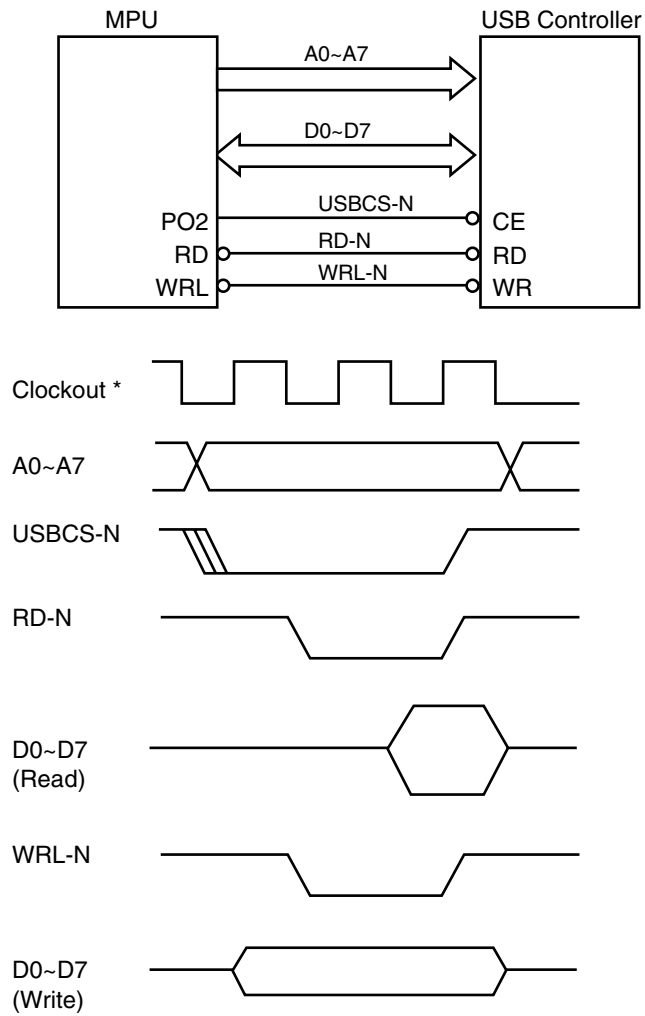 MPU
USB Controller
A0~A7
D0~D7
USBCS-N
PO2
CE
RD-N
RD
RD
WRL-N
WRL
WR
Clockout *
A0~A7
USBCS-N
RD-N
D0~D7
(Read)
WRL-N
D0~D7
(Write)